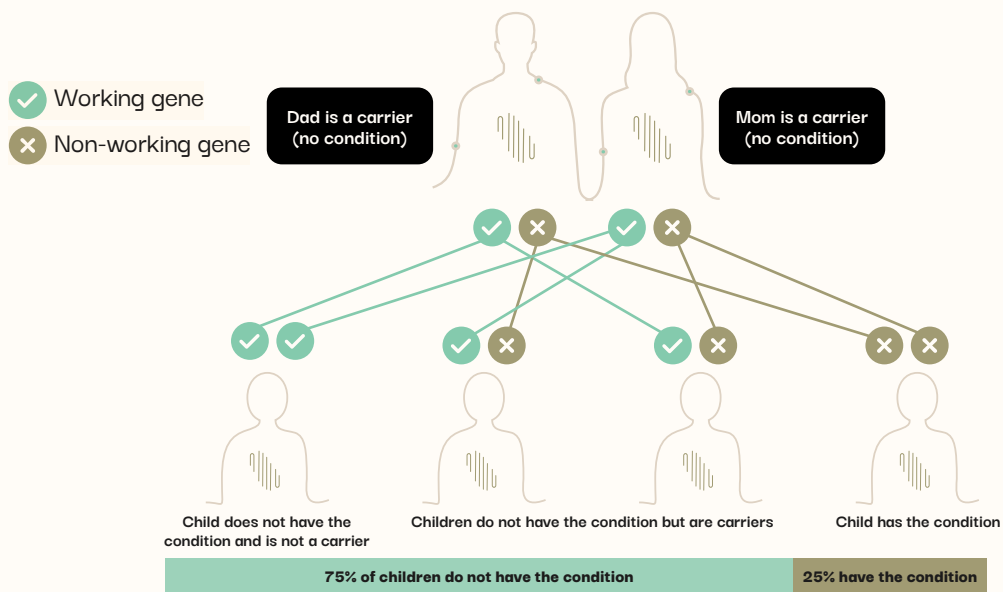 Working gene
Non-working gene
Dad is a carrier
(no condition)
Mom is a carrier
(no condition)
Child does not have the
condition and is not a carrier
Children do not have the condition but are carriers
Child has the condition
75% of children do not have the condition
25% have the condition